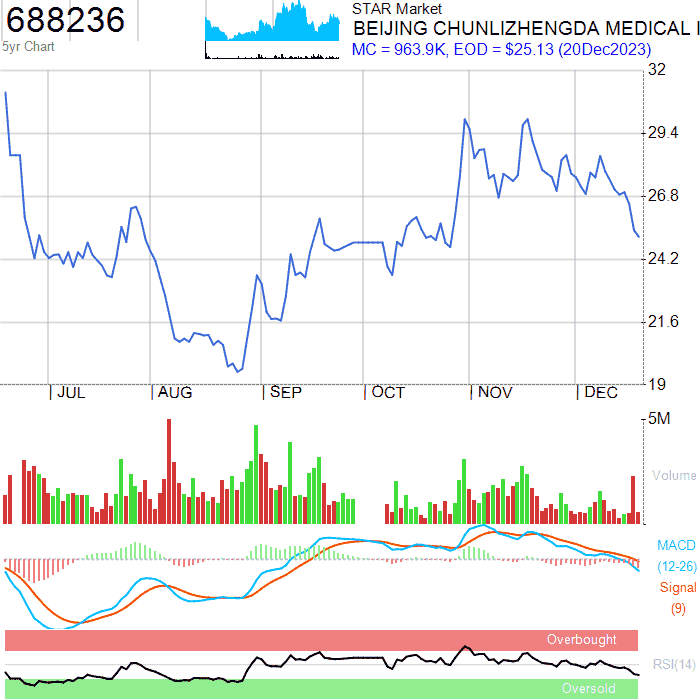 688236
5yr Chart
STAR Market
BEIJING CHUNLIZHENGDA MEDICAL I
MC = 963.9K, EOD = $25.13 (20Dec2023)
32
29.4
26.8
24.2
21.6
19
JUL AUG SEP OCT NOV DEC
5M
Volume
MACD
(12-26)
Signal
(9)
Overbought
RSI(14)
Oversold